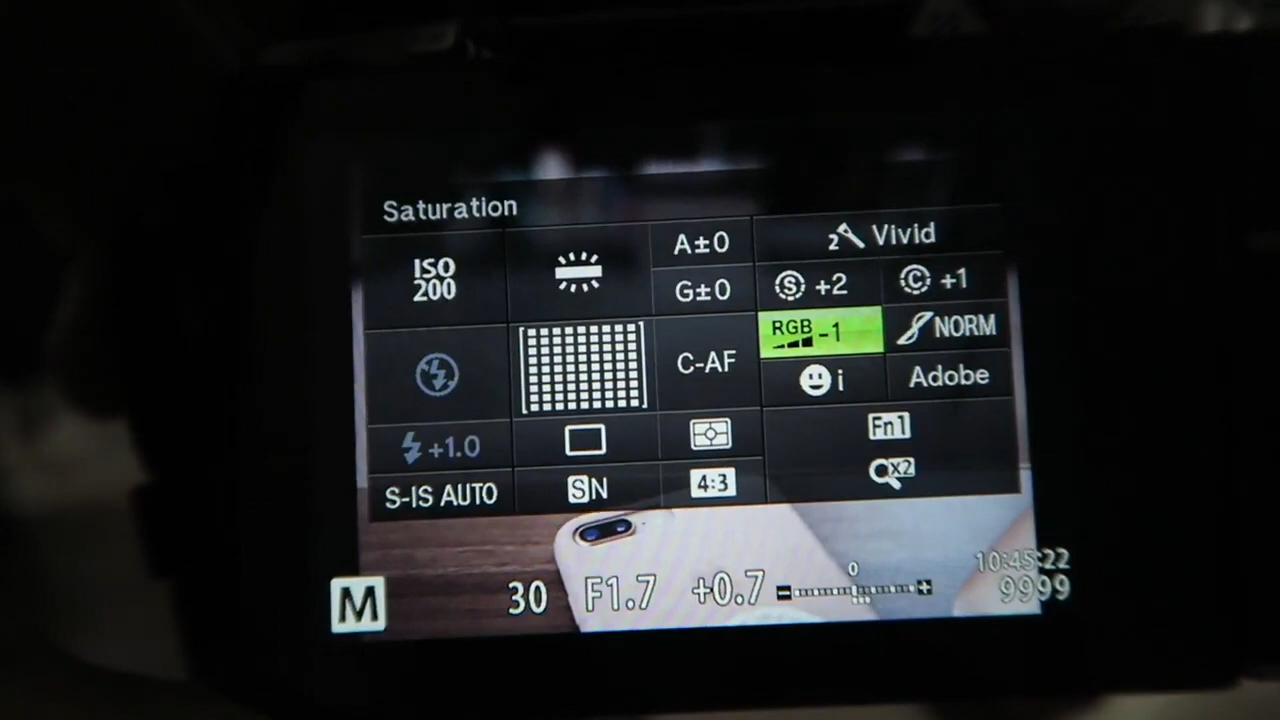 Saturation
ISO 200
A±0
G±0
2 Vivid
S +2
C +1
RGB -1
NORM
C-AF
i
Adobe
+1.0
Fn1
x2
S-IS AUTO
SN
4:3
M
30
F1.7
+0.7
0
10:45:22
9999